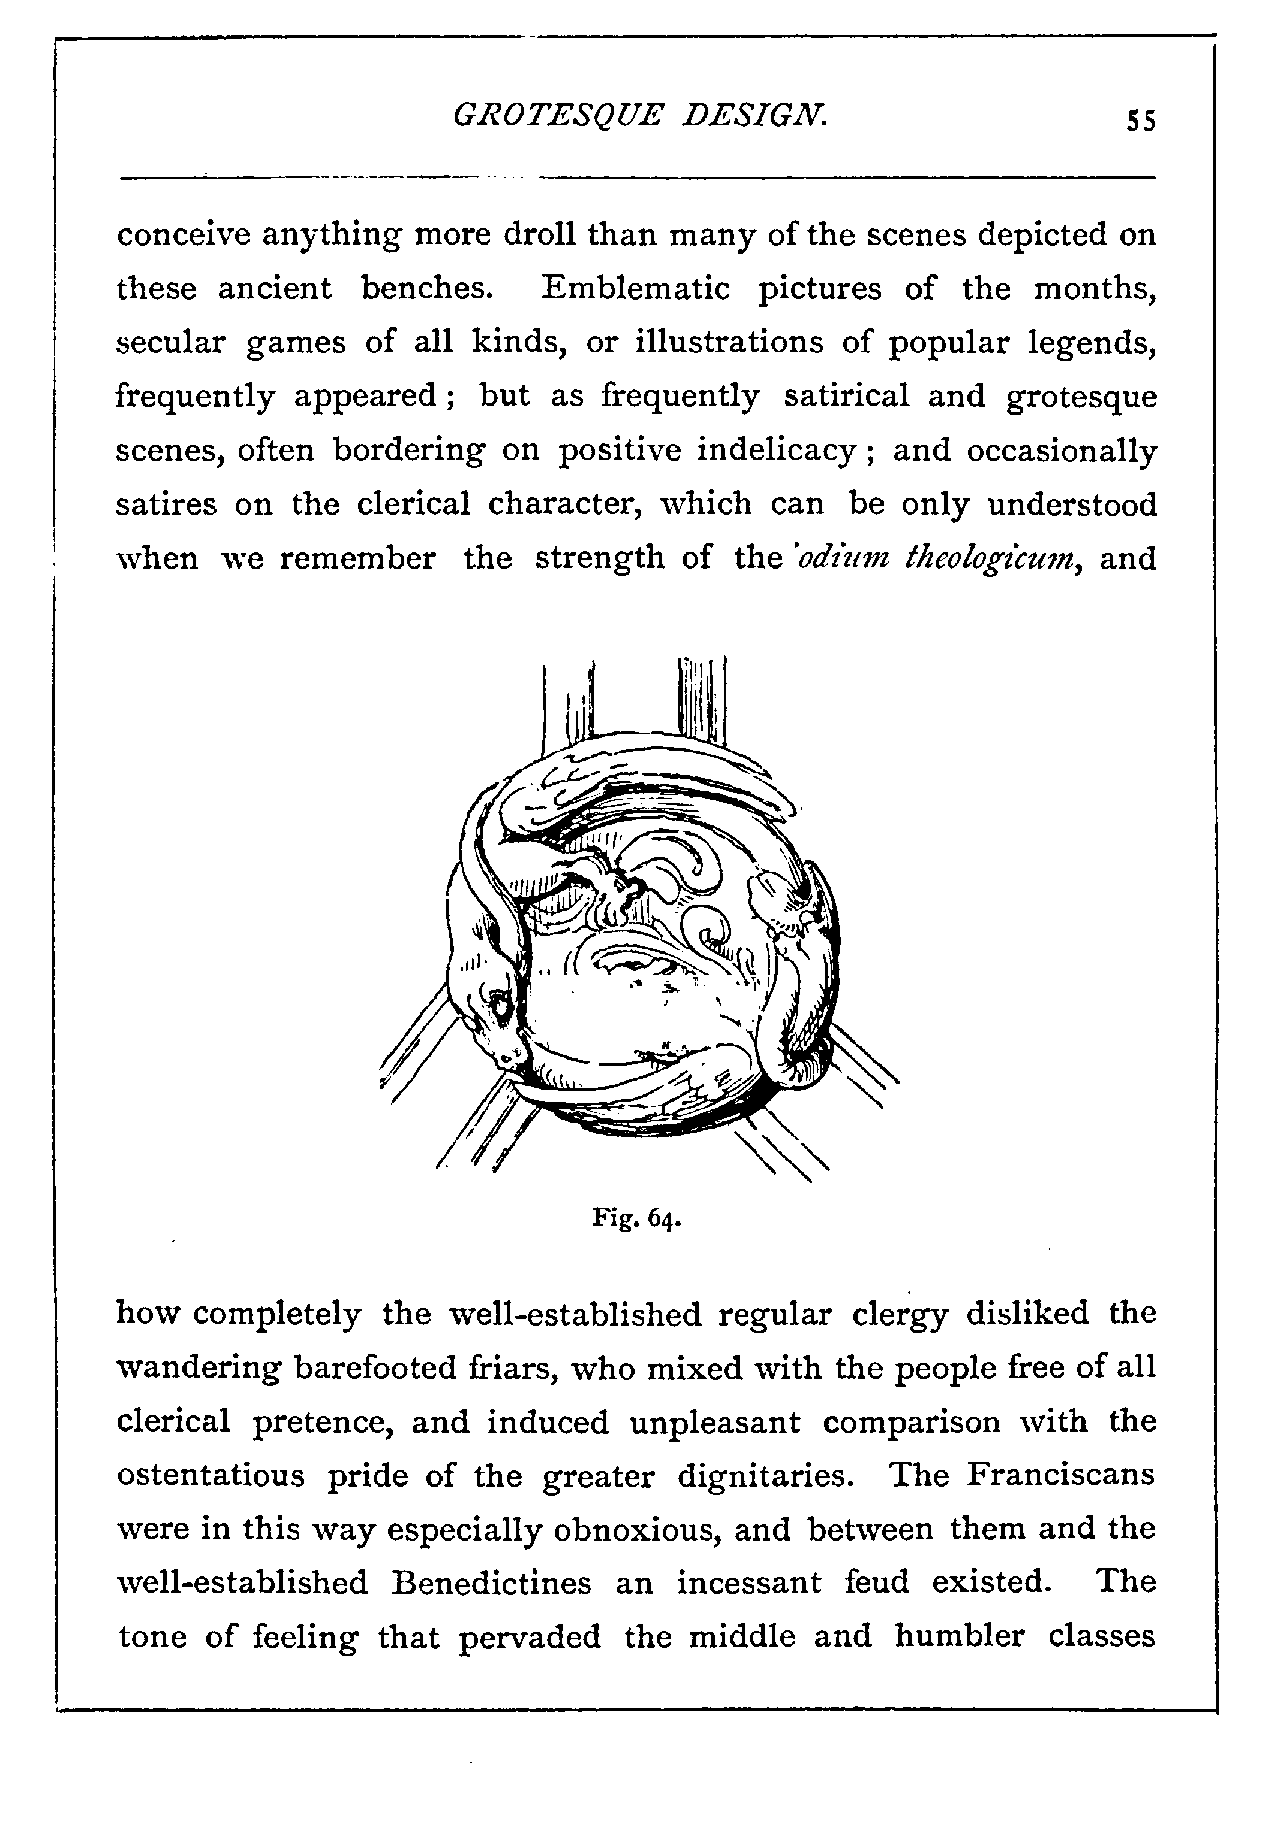 GROTESQUE DESIGN. 55
conceive anything more droll than many of the scenes depicted on
these ancient benches. Emblematic pictures of the months,
secular games of all kinds, or illustrations of popular legends,
frequently appeared ; but as frequently satirical and grotesque
scenes, often bordering on positive indelicacy ; and occasionally
satires on the clerical character, which can be only understood
when we remember the strength of the odium theologicum, and
Fig. 64.
how completely the well-established regular clergy disliked the
wandering barefooted friars, who mixed with the people free of all
clerical pretence, and induced unpleasant comparison with the
ostentatious pride of the greater dignitaries. The Franciscans
were in this way especially obnoxious, and between them and the
well-established Benedictines an incessant feud existed. The
tone of feeling that pervaded the middle and humbler classes